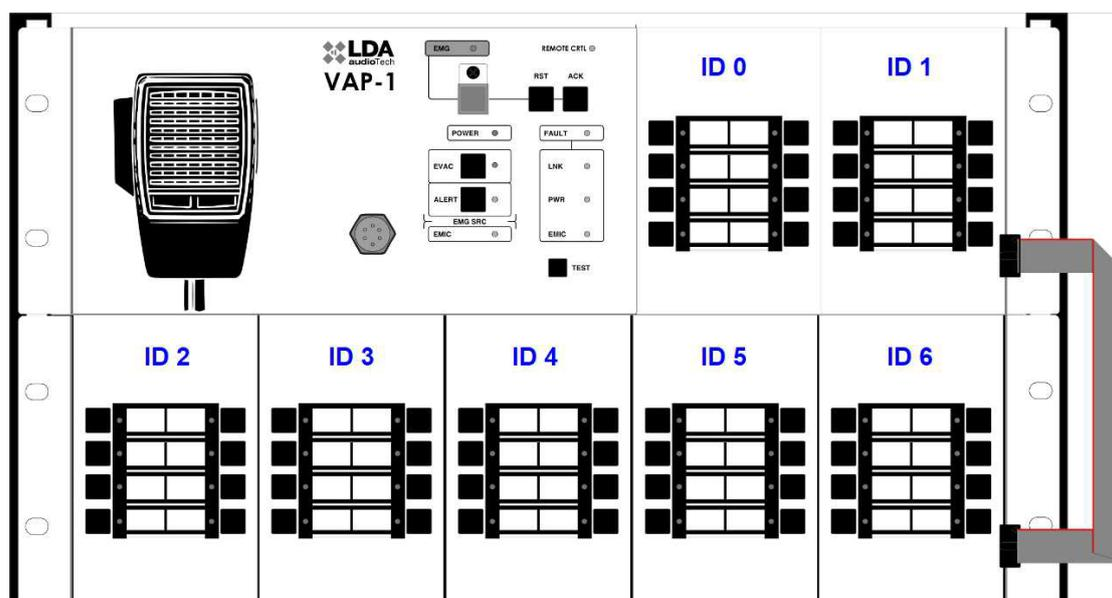 LDA
audioTech
VAP-1
EMG
REMOTE CRTL
RST ACK
POWER
FAULT
EVAC
LNK
ALERT
PWR
EMG SRC
EMIC
EMIC
TEST
ID 0
ID 1
ID 2
ID 3
ID 4
ID 5
ID 6